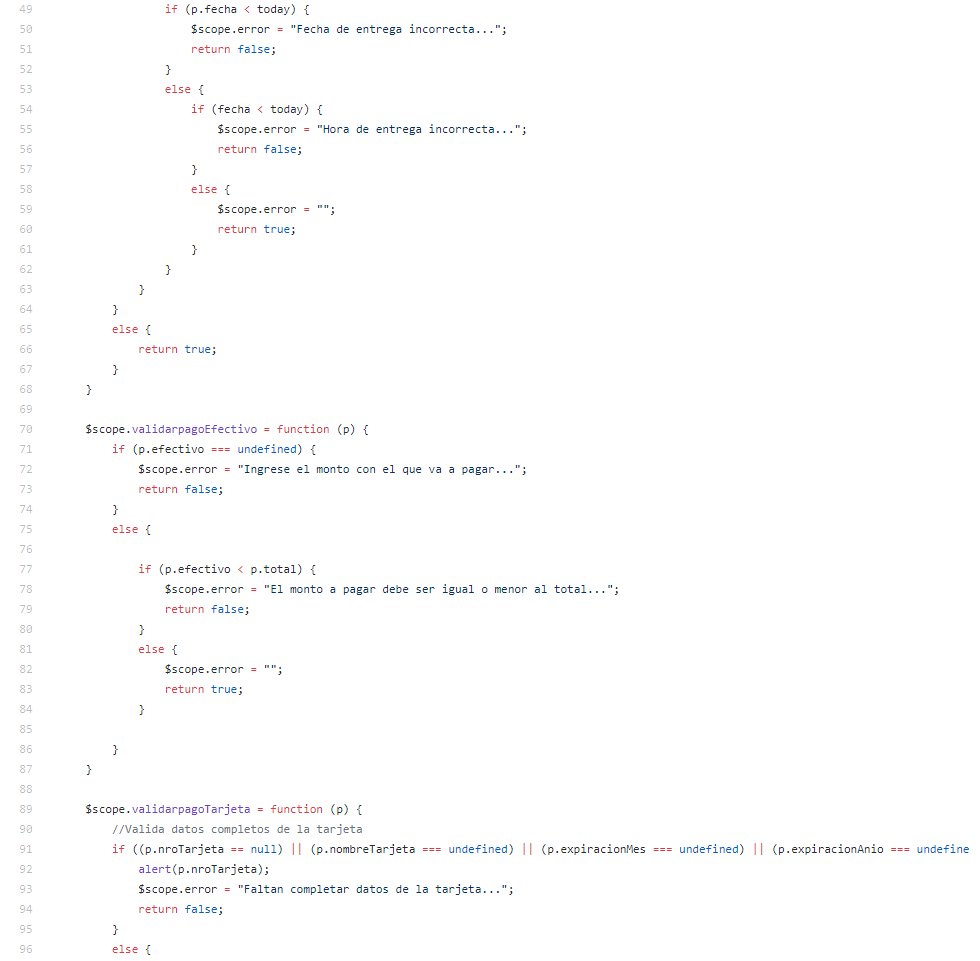 49 if (p.fecha < today) {
50 $scope.error = "Fecha de entrega incorrecta...";
51 return false;
52 }
53 else {
54 if (fecha < today) {
55 $scope.error = "Hora de entrega incorrecta...";
56 return false;
57 }
58 else {
59 $scope.error = "";
60 return true;
61 }
62 }
63 }
64 }
65 else {
66 return true;
67 }
68 }
69
70 $scope.validarpagoEfectivo = function (p) {
71 if (p.efectivo === undefined) {
72 $scope.error = "Ingrese el monto con el que va a pagar...";
73 return false;
74 }
75 else {
76
77 if (p.efectivo < p.total) {
78 $scope.error = "El monto a pagar debe ser igual o menor al total...";
79 return false;
80 }
81 else {
82 $scope.error = "";
83 return true;
84 }
85
86 }
87 }
88
89 $scope.validarpagoTarjeta = function (p) {
90 //Valida datos completos de la tarjeta
91 if ((p.nroTarjeta == null) || (p.nombreTarjeta === undefined) || (p.expiracionMes === undefined) || (p.expiracionAnio === undefine
92 alert(p.nroTarjeta);
93 $scope.error = "Faltan completar datos de la tarjeta...";
94 return false;
95 }
96 else {